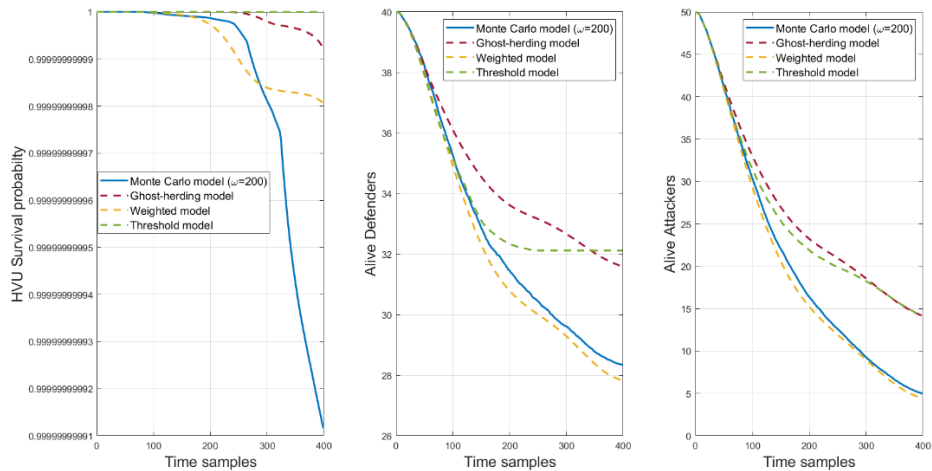 HVU Survival probabilty
1
0.99999999999
0.99999999998
0.99999999997
0.99999999996
0.99999999995
0.99999999994
0.99999999993
0.99999999992
0.99999999991
0
100
200
300
400
Time samples
Monte Carlo model (ω=200)
Ghost-herding model
Weighted model
Threshold model
Alive Defenders
40
38
36
34
32
30
28
26
0
100
200
300
400
Time samples
Monte Carlo model (ω=200)
Ghost-herding model
Weighted model
Threshold model
Alive Attackers
50
45
40
35
30
25
20
15
10
5
0
0
100
200
300
400
Time samples
Monte Carlo model (ω=200)
Ghost-herding model
Weighted model
Threshold model